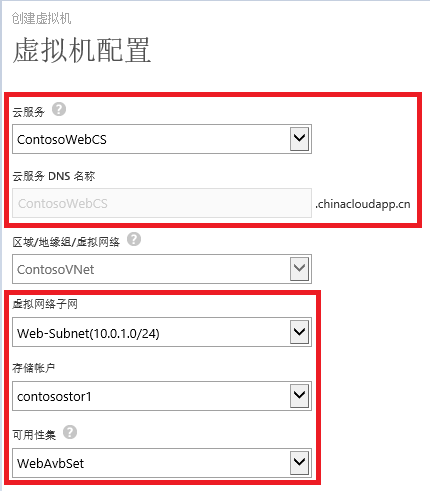 创建虚拟机
虚拟机配置
云服务 ?
ContosoWebCS
云服务 DNS 名称
ContosoWebCS .chinacloudapp.cn
区域/地缘组/虚拟网络 ?
ContosoVNet
虚拟网络子网
Web-Subnet(10.0.1.0/24)
存储帐户
contosostor1
可用性集 ?
WebAvbSet